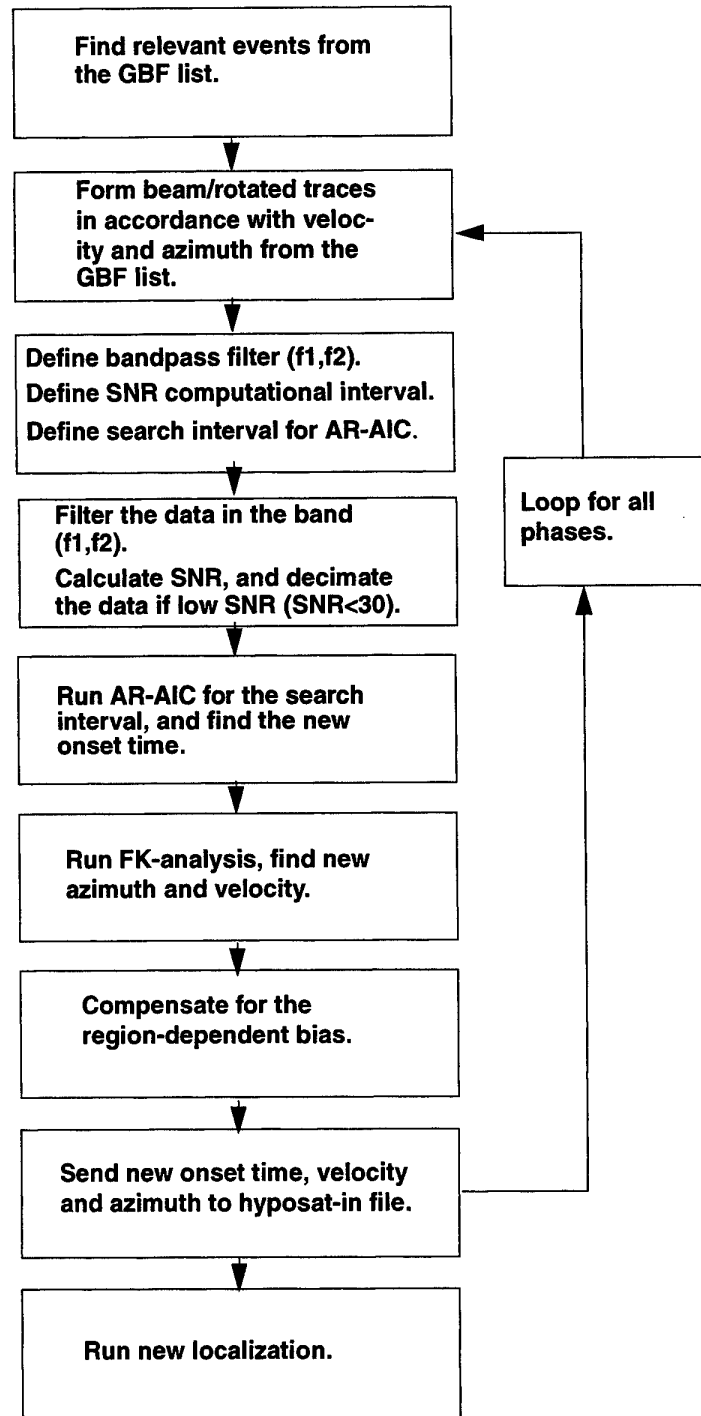 Find relevant events from
the GBF list.
Form beam/rotated traces
in accordance with veloc-
ity and azimuth from the
GBF list.
Define bandpass filter (f1,f2).
Define SNR computational interval.
Define search interval for AR-AIC.
Filter the data in the band
(f1,f2).
Calculate SNR, and decimate
the data if low SNR (SNR<30).
Loop for all
phases.
Run AR-AIC for the search
interval, and find the new
onset time.
Run FK-analysis, find new
azimuth and velocity.
Compensate for the
region-dependent bias.
Send new onset time, velocity
and azimuth to hyposat-in file.
Run new localization.